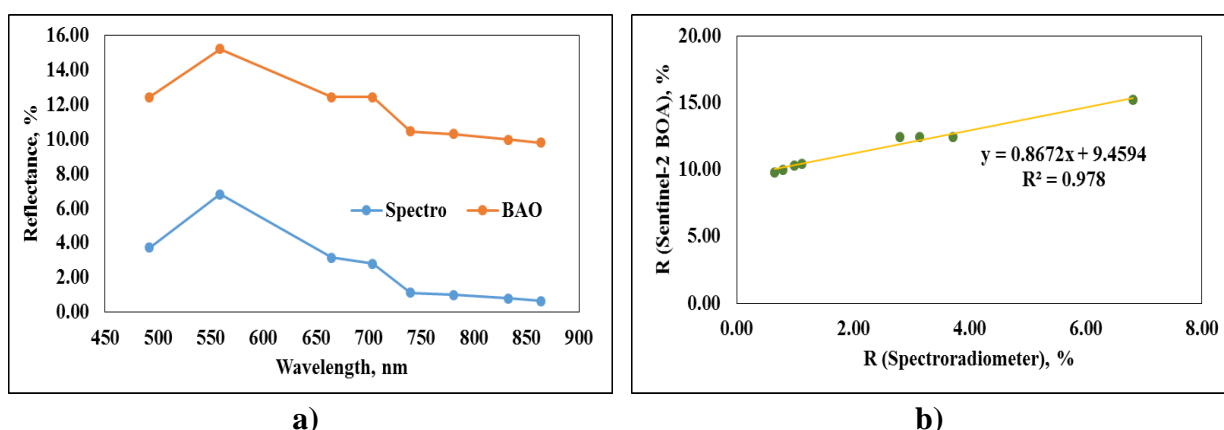 16.00
14.00
12.00
10.00
8.00
6.00
4.00
2.00
0.00
Reflectance, %
Spectro BAO
450 500 550 600 650 700 750 800 850 900
Wavelength, nm
a)
20.00
15.00
10.00
5.00
0.00
R (Sentinel-2 BOA), %
y = 0.8672x + 9.4594
R² = 0.978
0.00 2.00 4.00 6.00 8.00
R (Spectroradiometer), %
b)